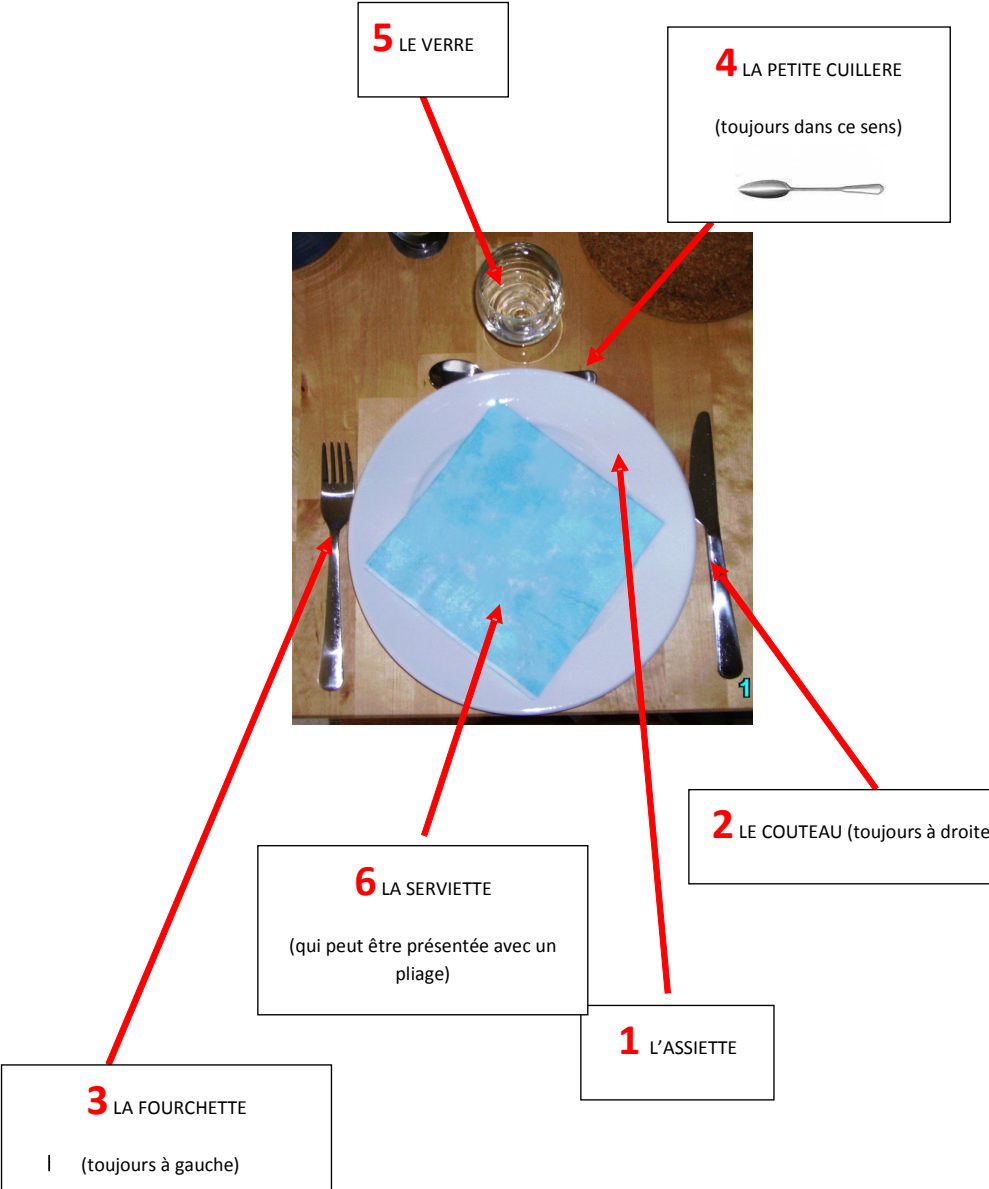 5 LE VERRE
4 LA PETITE CUILLERE
(toujours dans ce sens)
1
2 LE COUTEAU (toujours à droite
6 LA SERVIETTE
(qui peut être présentée avec un
pliage)
1 L’ASSIETTE
3 LA FOURCHETTE
l (toujours à gauche)